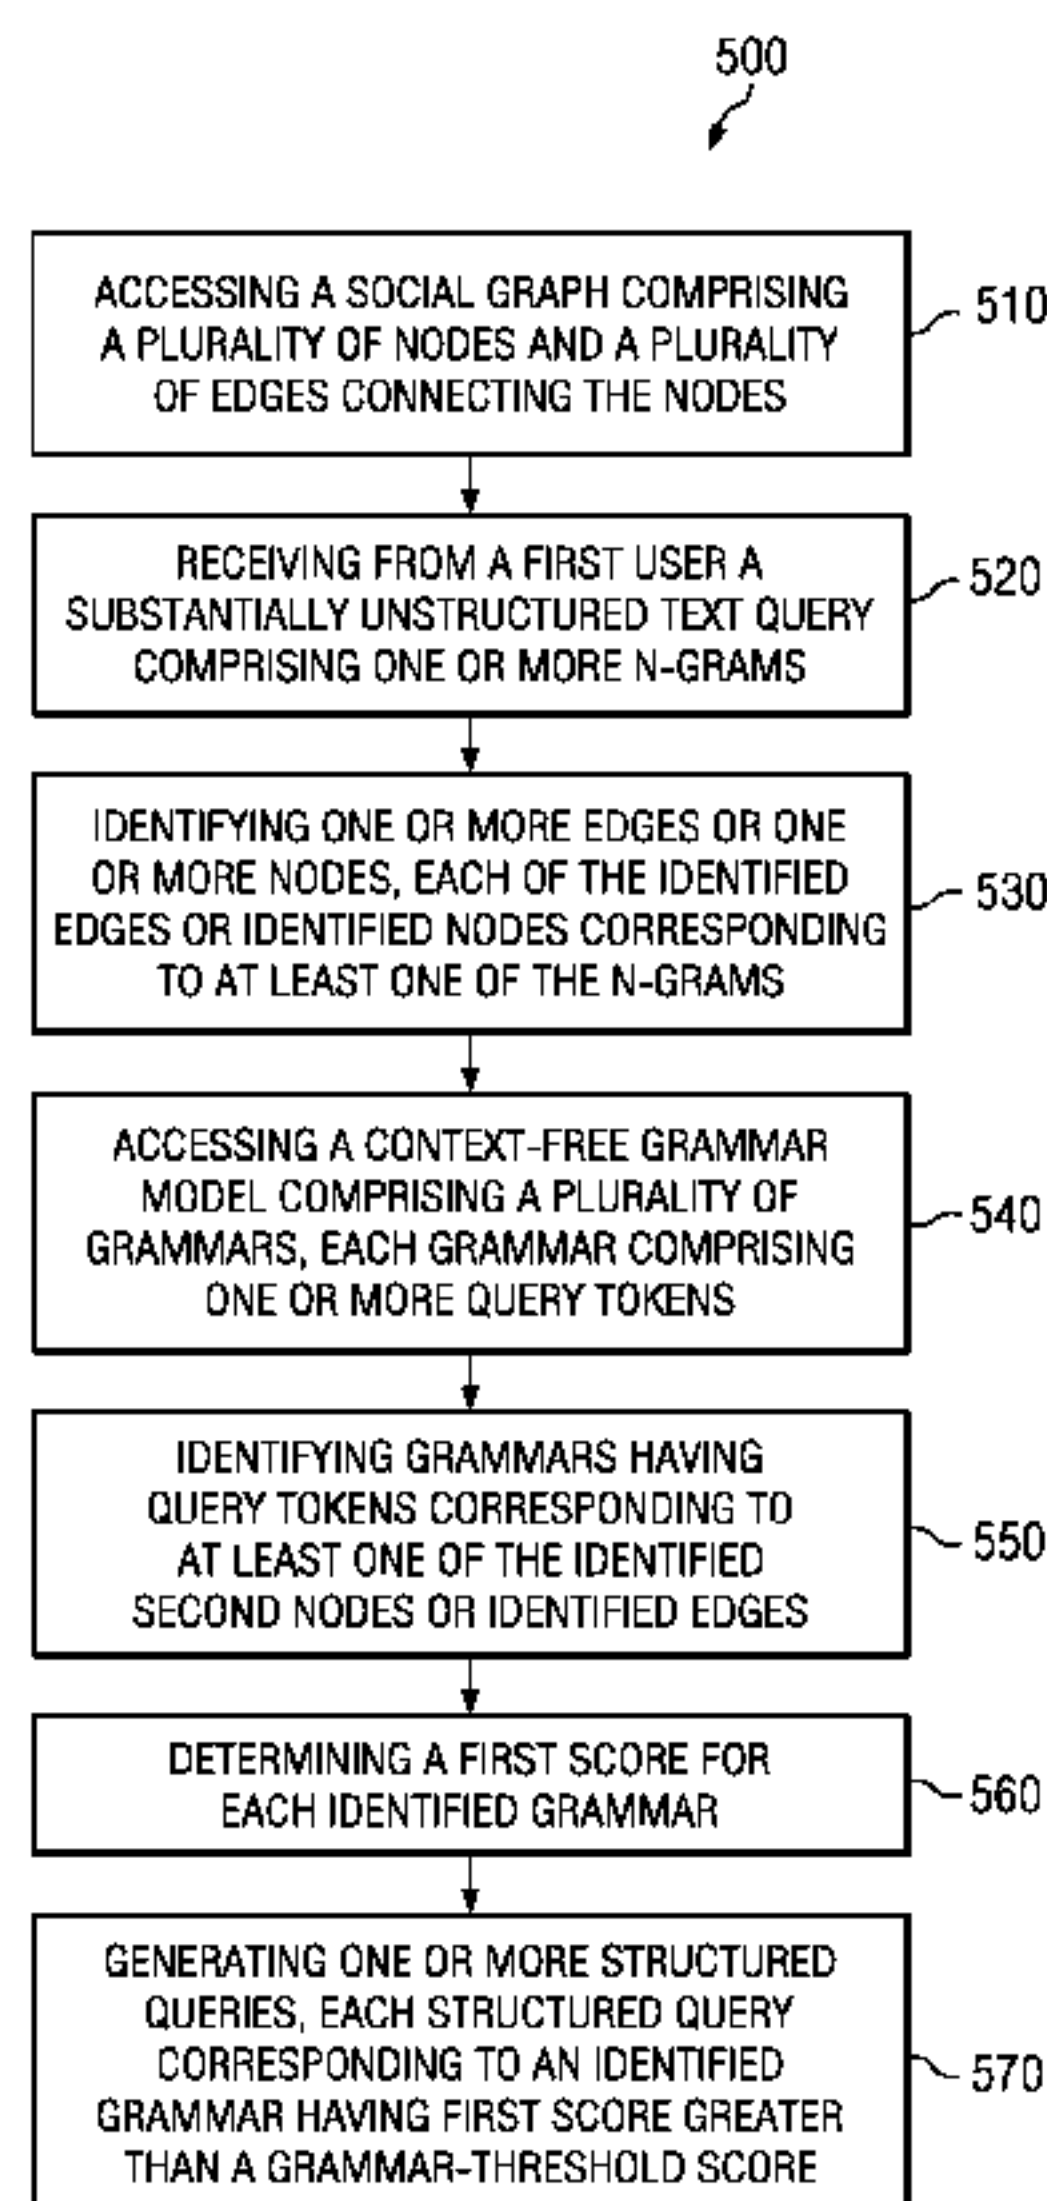 500
ACCESSING A SOCIAL GRAPH COMPRISING
A PLURALITY OF NODES AND A PLURALITY
OF EDGES CONNECTING THE NODES
510
RECEIVING FROM A FIRST USER A
SUBSTANTIALLY UNSTRUCTURED TEXT QUERY
COMPRISING ONE OR MORE N-GRAMS
520
IDENTIFYING ONE OR MORE EDGES OR ONE
OR MORE NODES, EACH OF THE IDENTIFIED
EDGES OR IDENTIFIED NODES CORRESPONDING
TO AT LEAST ONE OF THE N-GRAMS
530
ACCESSING A CONTEXT-FREE GRAMMAR
MODEL COMPRISING A PLURALITY OF
GRAMMARS, EACH GRAMMAR COMPRISING
ONE OR MORE QUERY TOKENS
540
IDENTIFYING GRAMMARS HAVING
QUERY TOKENS CORRESPONDING TO
AT LEAST ONE OF THE IDENTIFIED
SECOND NODES OR IDENTIFIED EDGES
550
DETERMINING A FIRST SCORE FOR
EACH IDENTIFIED GRAMMAR
560
GENERATING ONE OR MORE STRUCTURED
QUERIES, EACH STRUCTURED QUERY
CORRESPONDING TO AN IDENTIFIED
GRAMMAR HAVING FIRST SCORE GREATER
THAN A GRAMMAR-THRESHOLD SCORE
570